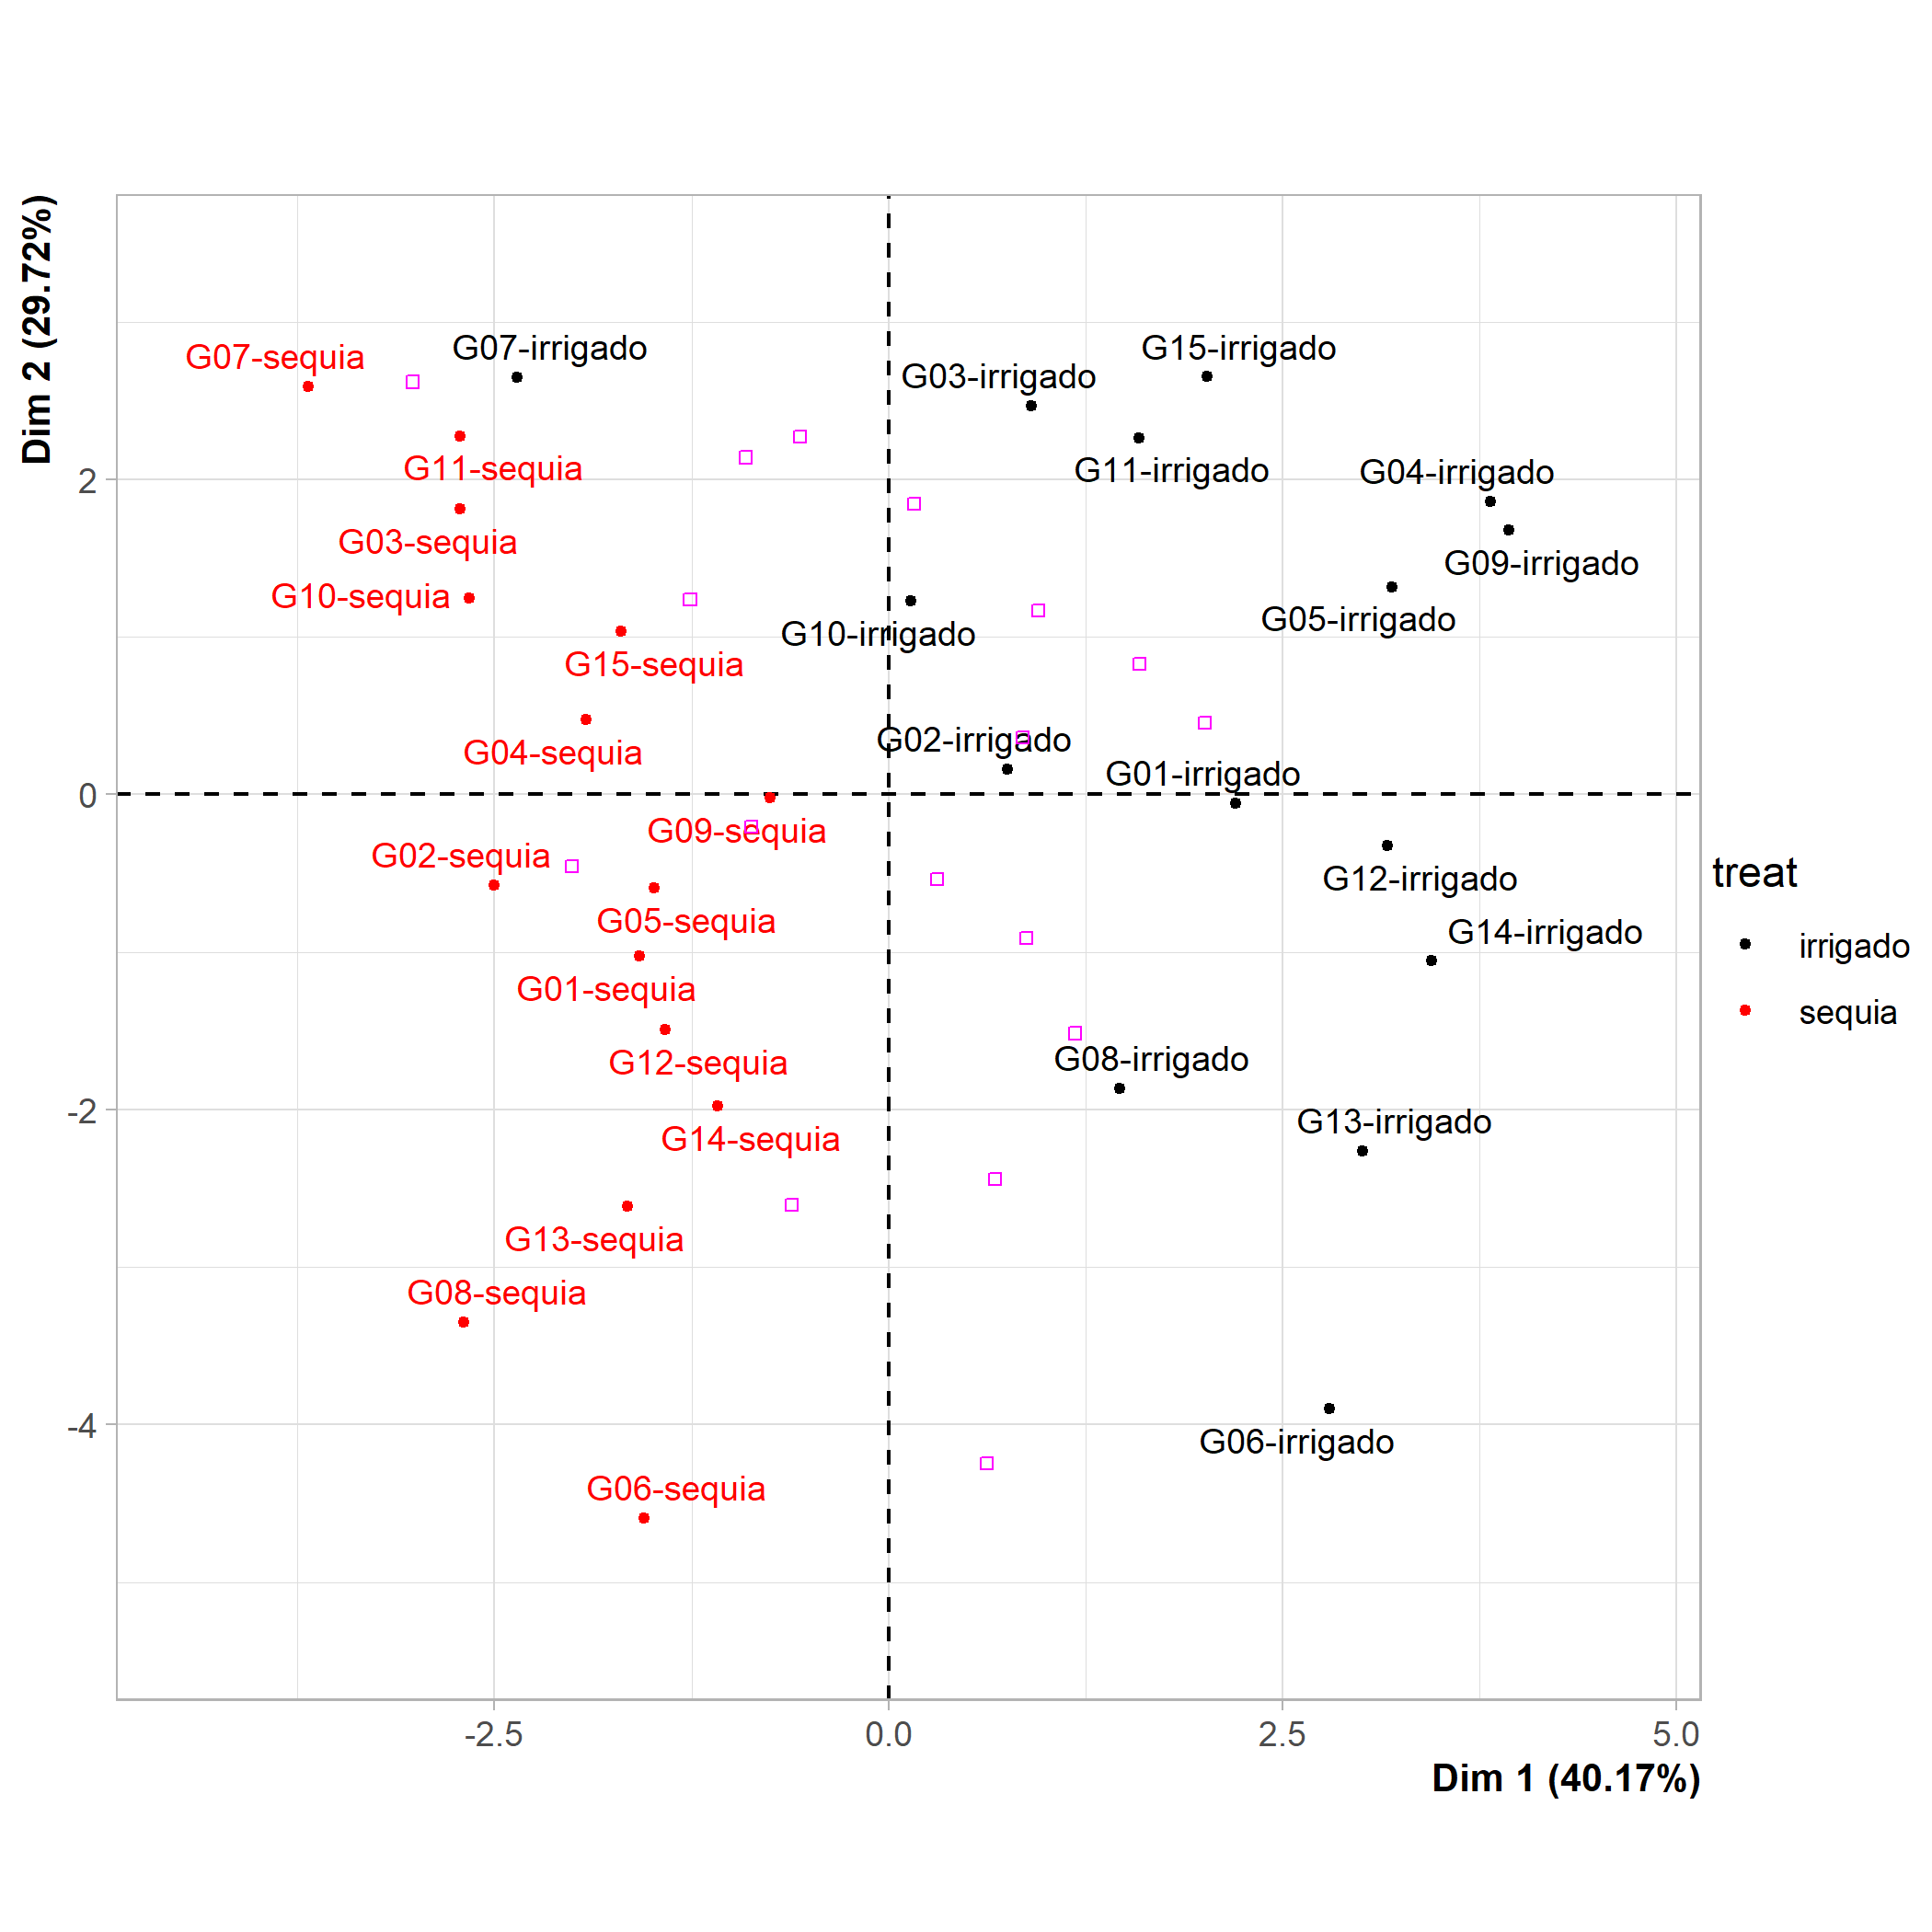 Dim 2 (29.72%)
G07-sequia
G07-irrigado
G15-irrigado
G03-irrigado
G11-sequia
G11-irrigado
G04-irrigado
2
G03-sequia
G09-irrigado
G10-sequia
G05-irrigado
G10-irrigado
G15-sequia
G04-sequia
G02-irrigado
G01-irrigado
0
G09-sequia
G02-sequia
G12-irrigado
G05-sequia
G14-irrigado
G01-sequia
G12-sequia
G08-irrigado
-2
G13-irrigado
G14-sequia
G13-sequia
G08-sequia
-4
G06-irrigado
G06-sequia
-2.5
0.0
2.5
5.0
Dim 1 (40.17%)
treat
irrigado
sequia